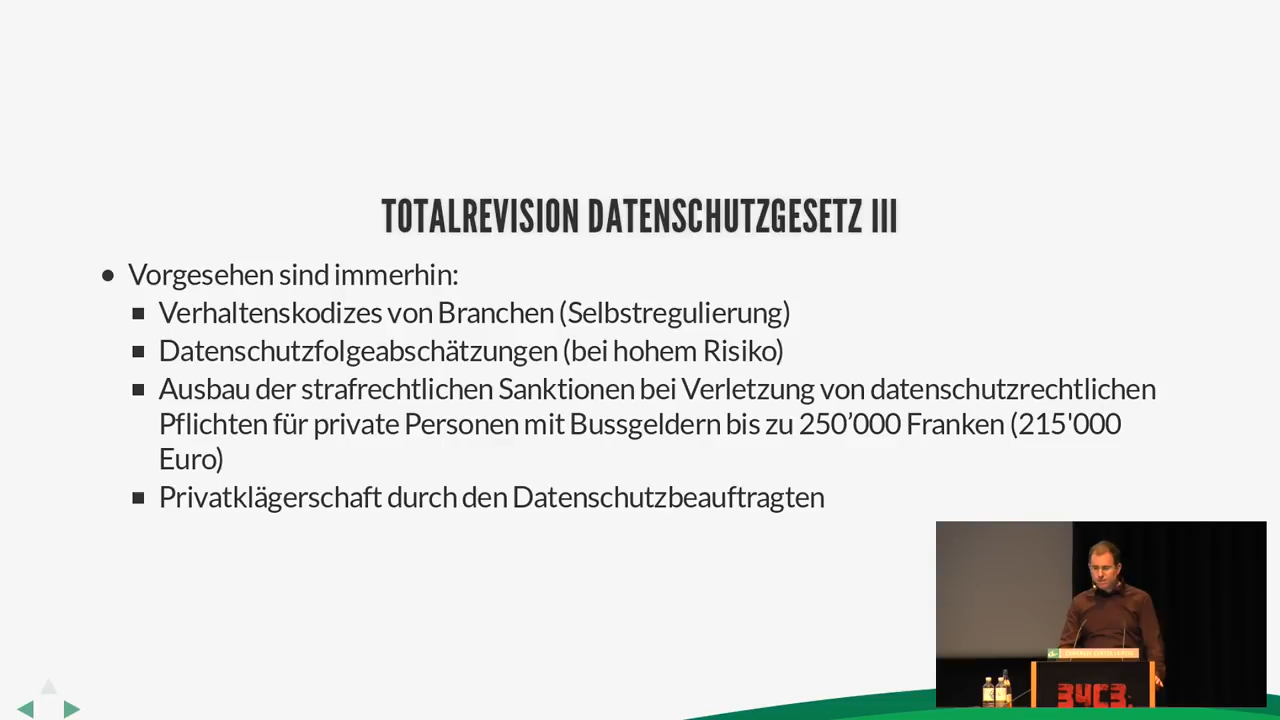 TOTALREVISION DATENSCHUTZGESETZ III
Vorgesehen sind immerhin:
Verhaltenskodizes von Branchen (Selbstregulierung)
Datenschutzfolgeabschätzungen (bei hohem Risiko)
Ausbau der strafrechtlichen Sanktionen bei Verletzung von datenschutzrechtlichen
Pflichten für private Personen mit Bussgeldern bis zu 250’000 Franken (215'000
Euro)
Privatklägerschaft durch den Datenschutzbeauftragten
34C3